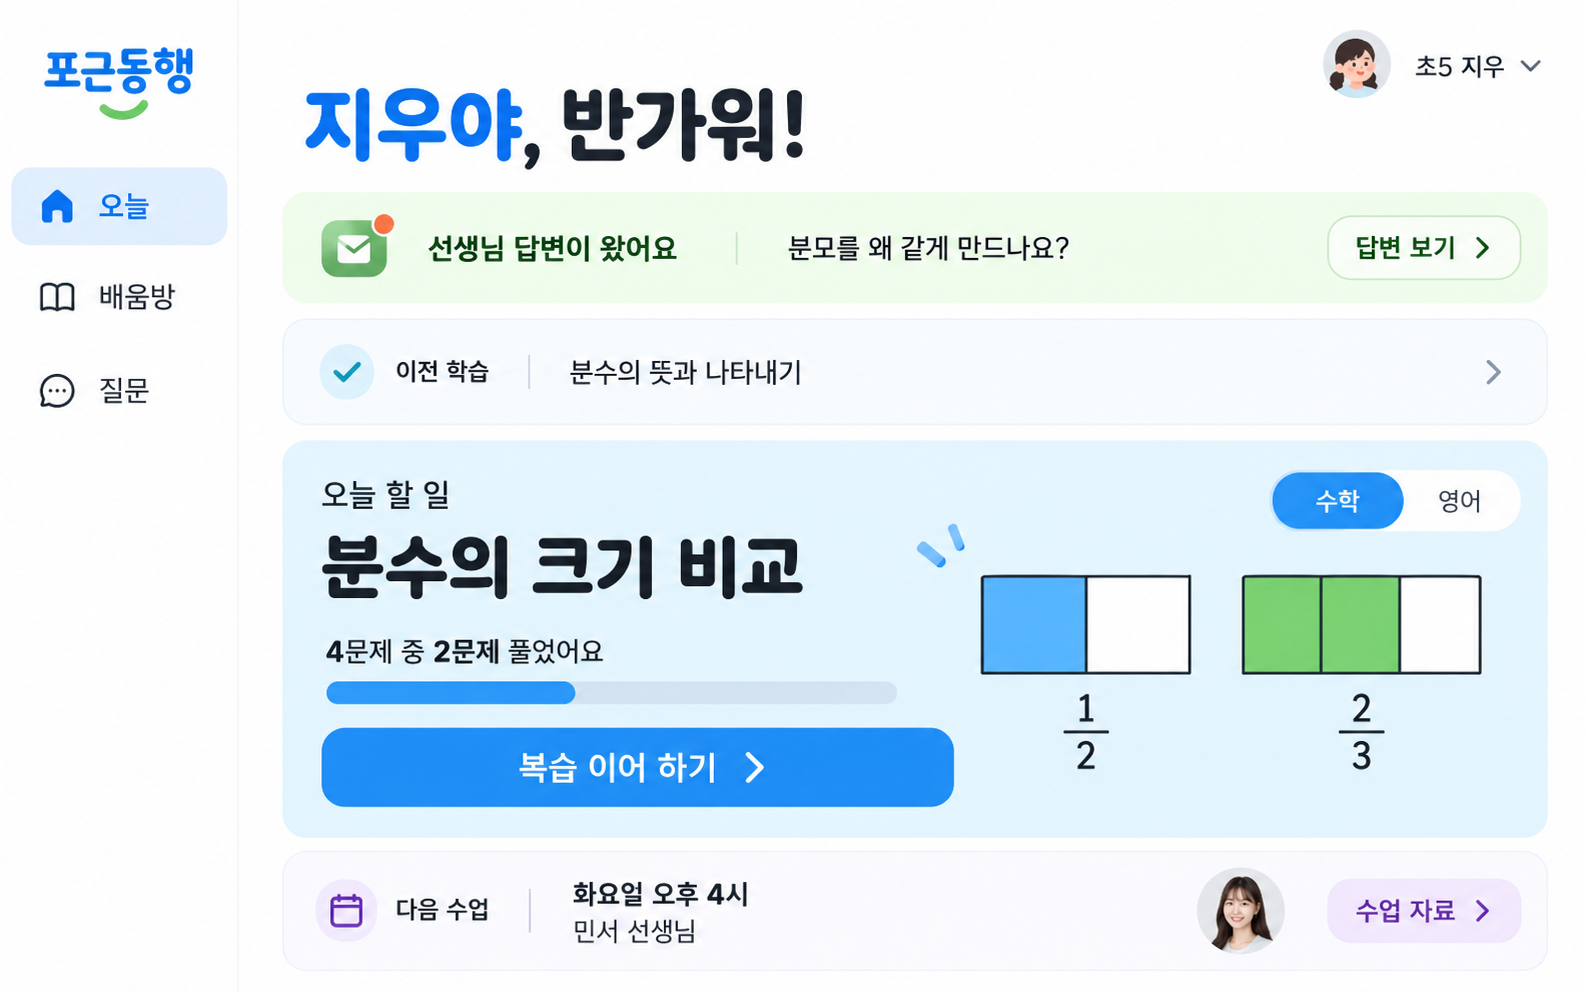 포근동행
오늘
배움방
질문
초5 지우
지우야, 반가워!
선생님 답변이 왔어요
분모를 왜 같게 만드나요?
답변 보기
이전 학습
분수의 뜻과 나타내기
오늘 할 일
수학
영어
분수의 크기 비교
4문제 중 2문제 풀었어요
복습 이어 하기
1
2
2
3
다음 수업
화요일 오후 4시
민서 선생님
수업 자료